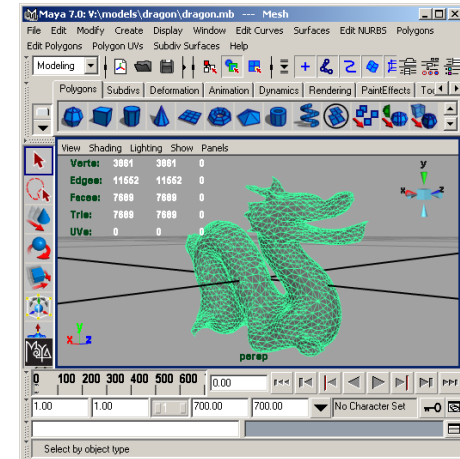 Maya 7.0: V:\models\dragon\dragon.mb --- Mesh
File Edit Modify Create Display Window Edit Curves Surfaces Edit NURBS Polygons
Edit Polygons Polygon UVs Subdiv Surfaces Help
Modeling
Polygons Subdivs Deformation Animation Dynamics Rendering PaintEffects
View Shading Lighting Show Panels
Verts: 3861 3861 0
Edges: 11552 11552 0
Faces: 7689 7689 0
Tris: 7689 7689 0
UVs: 0 0 0
y
x z
y
x z
persp
MAYA
0 100 200 300 400 500 600 0.00
1.00 1.00 1 700.00 700.00 No Character Set
Select by object type